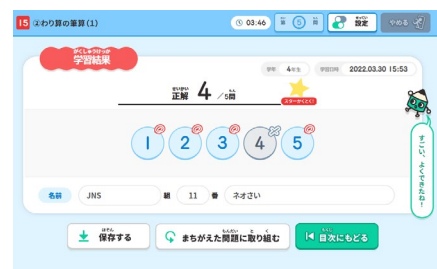 15 ②わり算の筆算(1)
03:46
第 5 問
設定
やめる
学習結果
学年 4年生
学習日時 2022.03.30 15:53
正解 4 /5問
スターかくとく!
1 2 3 4 5
すごい、よくできたね!
名前 JNS 組 11 番 ネオさい
保存する
まちがえた問題に取り組む
目次にもどる